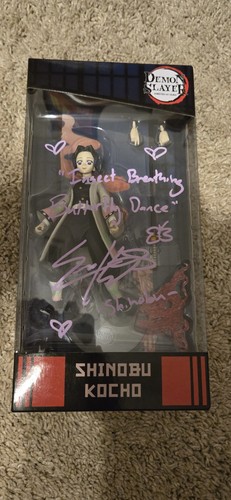 DEMON
SLAYER
"Insect Breathing
Butterfly Dance"
Shinobu
SHINOBU
KOCHO